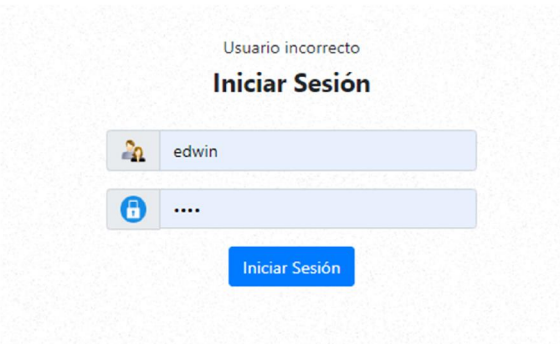 Usuario incorrecto
Iniciar Sesión
edwin
••••
Iniciar Sesión